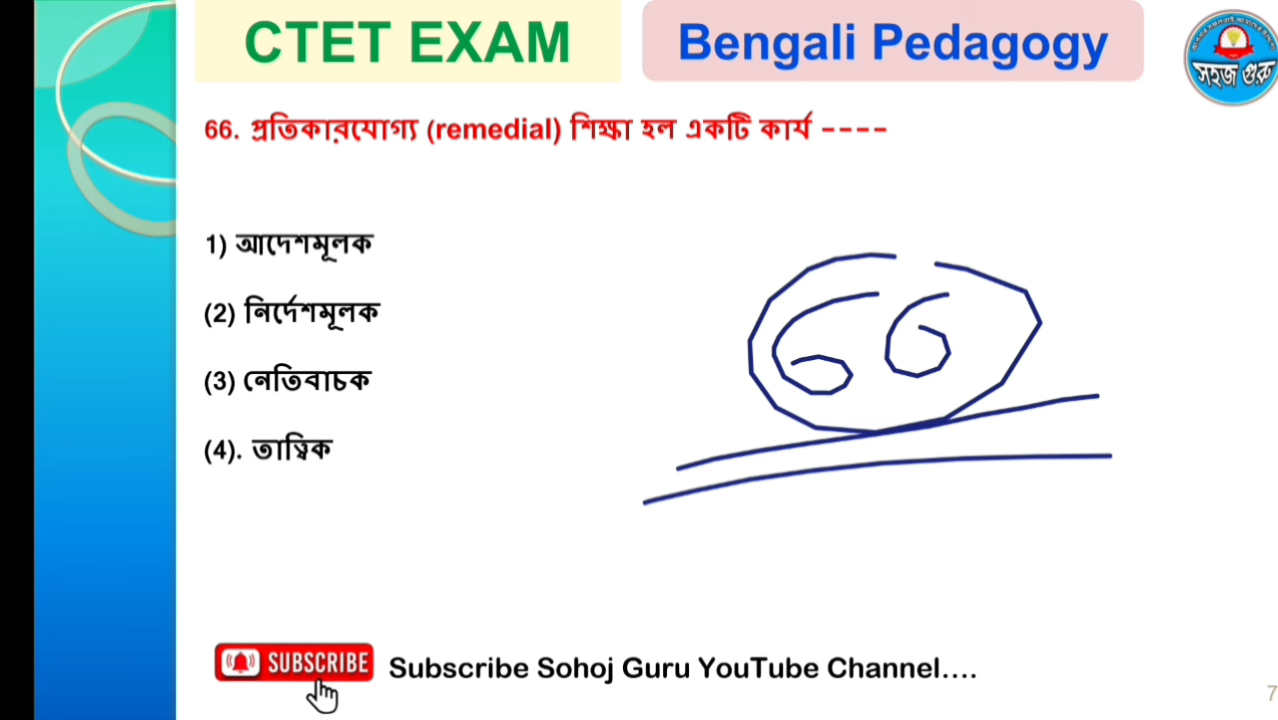 CTET EXAM
Bengali Pedagogy
সহজ গুরু
66. প্রতিকারযোগ্য (remedial) শিক্ষা হল একটি কার্য ----
1) আদেশমূলক
(2) নির্দেশমূলক
(3) নেতিবাচক
(4). তাত্ত্বিক
66
SUBSCRIBE Subscribe Sohoj Guru YouTube Channel....
7